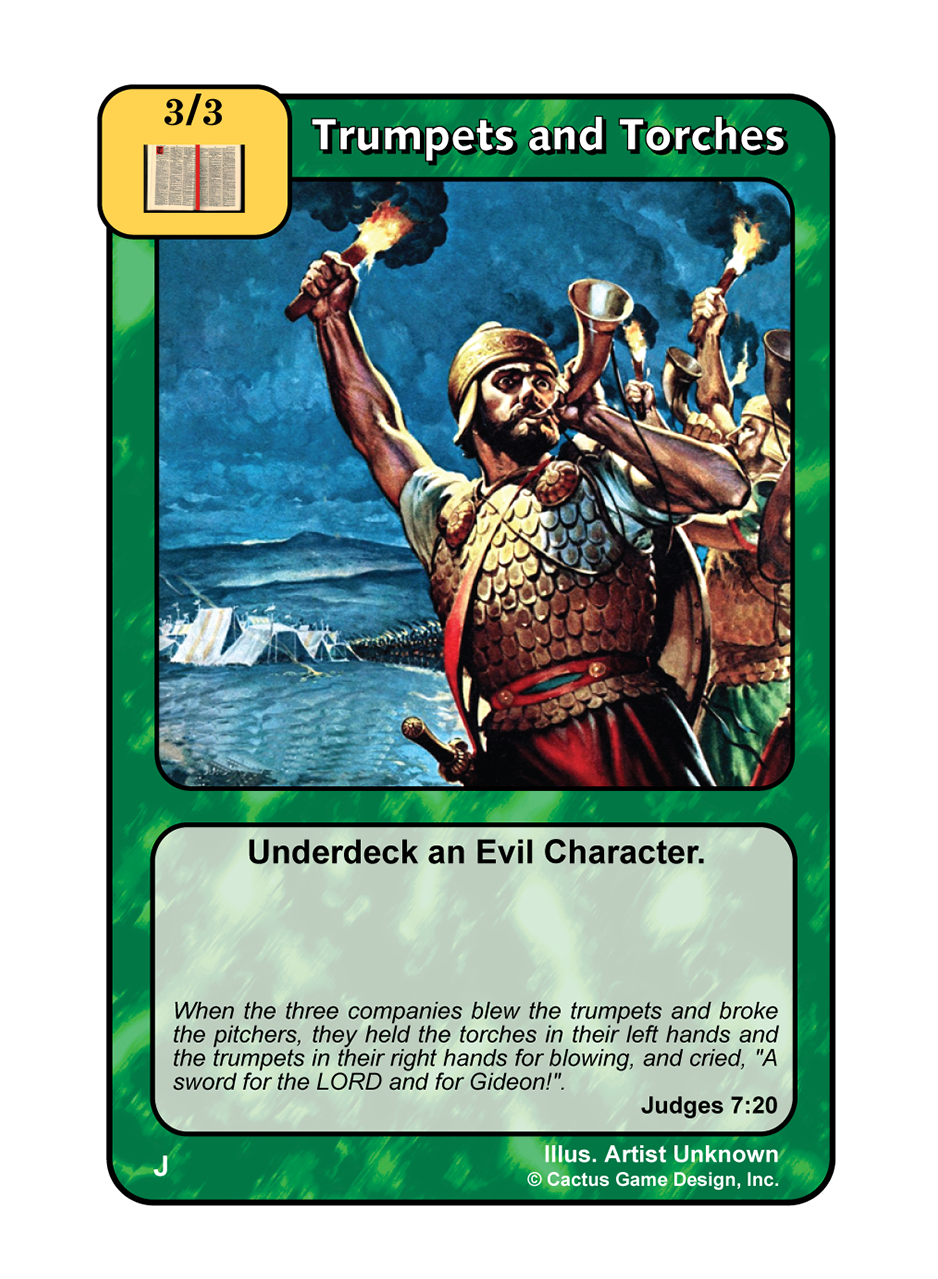 3/3
Trumpets and Torches
Underdeck an Evil Character.
When the three companies blew the trumpets and broke
the pitchers, they held the torches in their left hands and
the trumpets in their right hands for blowing, and cried, "A
sword for the LORD and for Gideon!".
Judges 7:20
J
Illus. Artist Unknown
© Cactus Game Design, Inc.